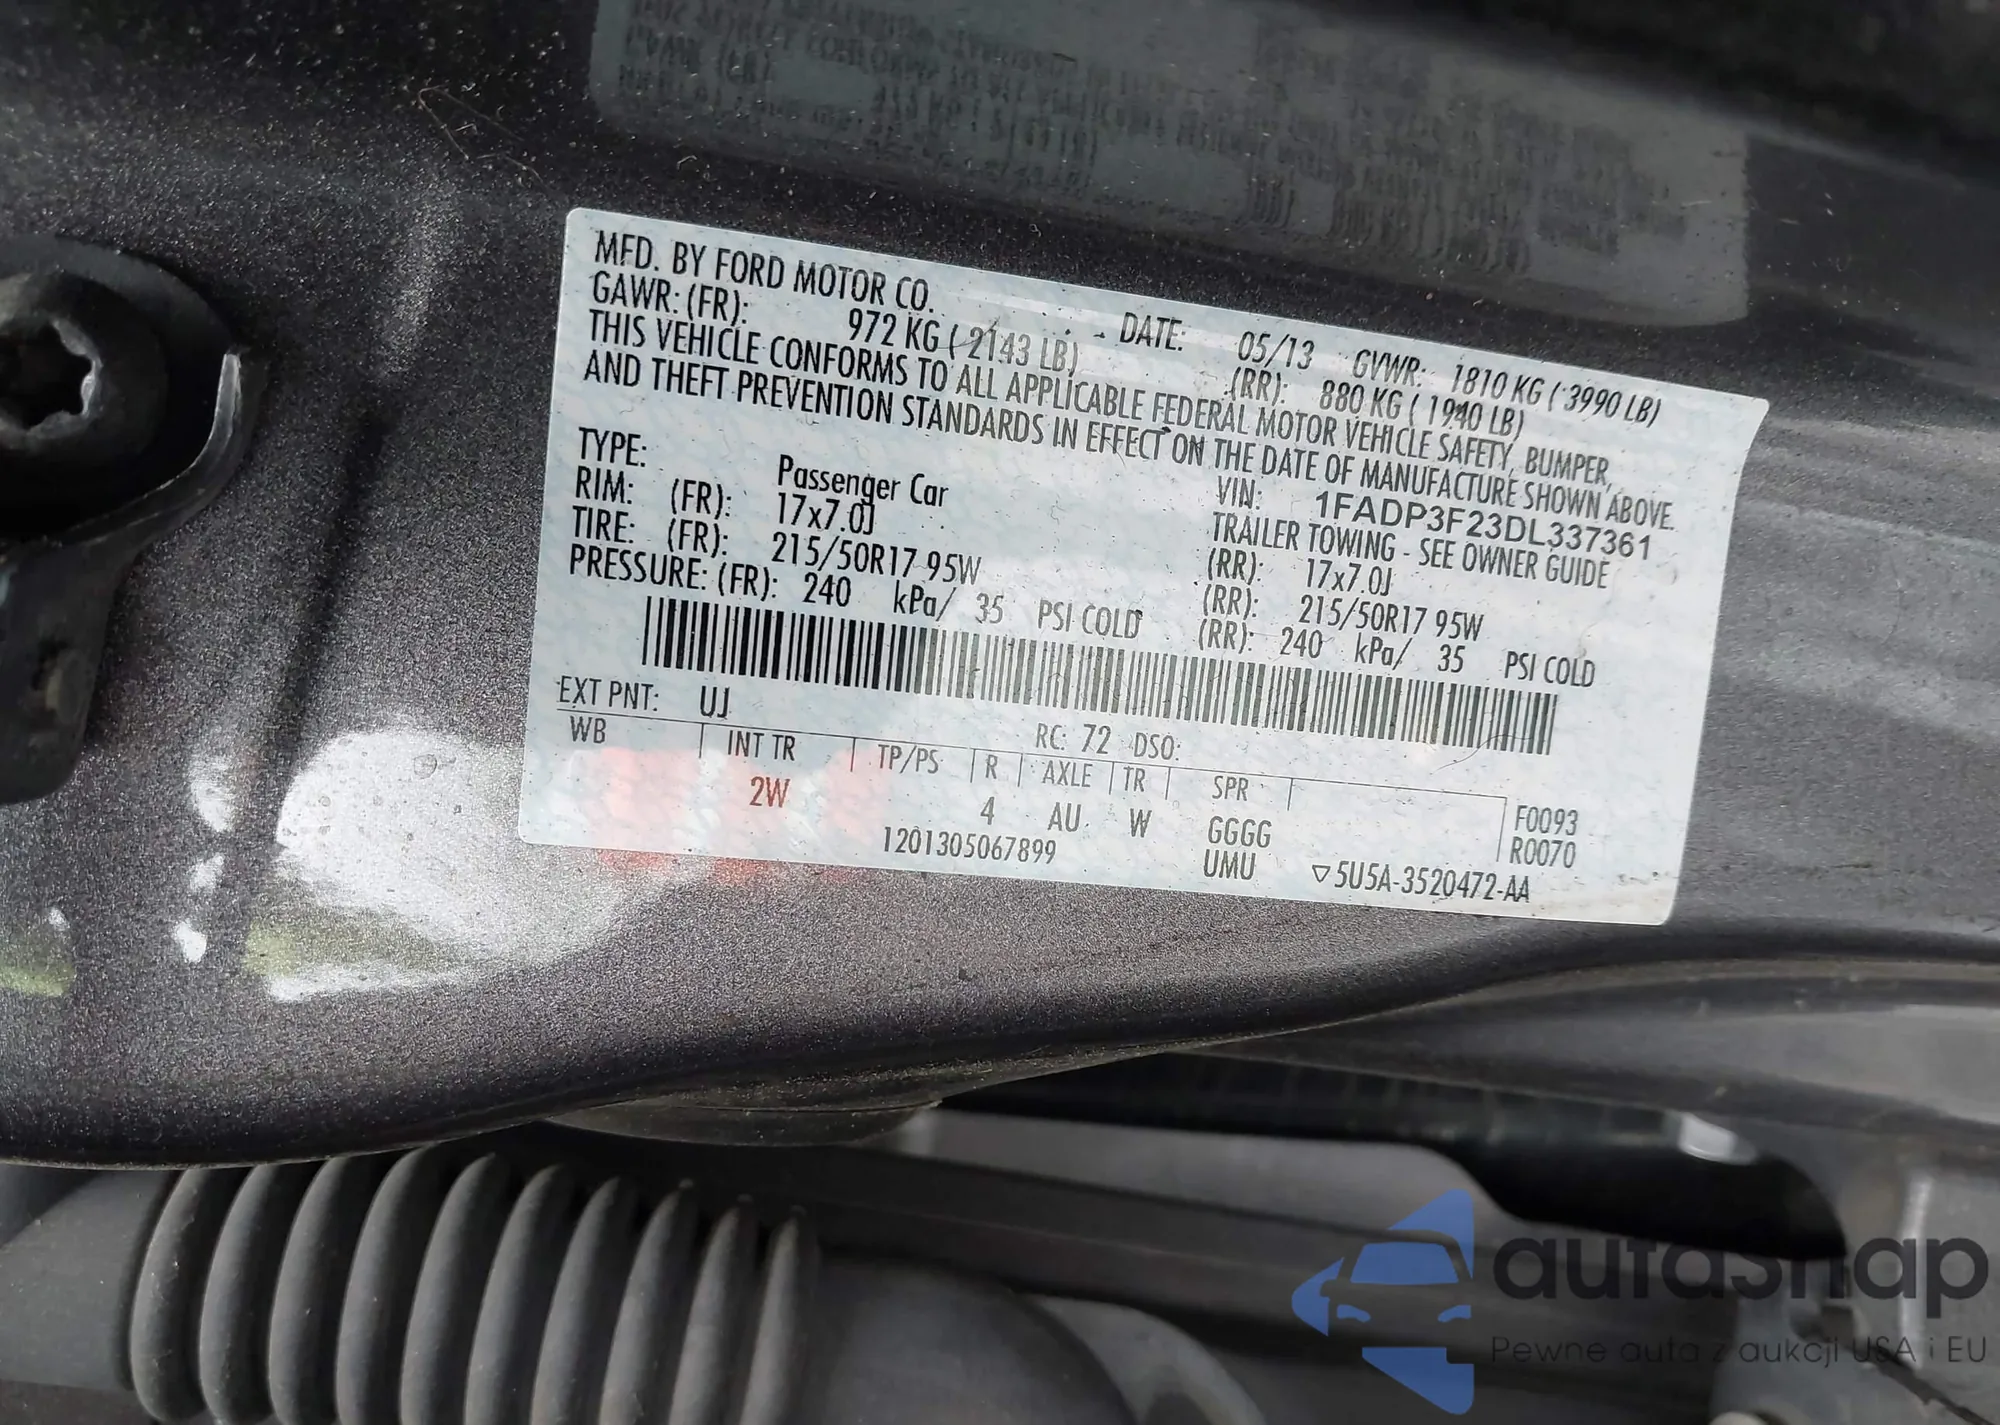 MFD. BY FORD MOTOR CO. DATE: 05/13 GVWR: 1810 KG ( 3990 LB)
GAWR: (FR): 972 KG ( 2143 LB) (RR): 880 KG ( 1940 LB)
THIS VEHICLE CONFORMS TO ALL APPLICABLE FEDERAL MOTOR VEHICLE SAFETY, BUMPER,
AND THEFT PREVENTION STANDARDS IN EFFECT ON THE DATE OF MANUFACTURE SHOWN ABOVE.
VIN: 1FADP3F23DL337361
TYPE: Passenger Car TRAILER TOWING - SEE OWNER GUIDE
RIM: (FR): 17x7.0J (RR): 17x7.0J
TIRE: (FR): 215/50R17 95W (RR): 215/50R17 95W
PRESSURE: (FR): 240 kPa/ 35 PSI COLD (RR): 240 kPa/ 35 PSI COLD
EXT PNT: UJ RC: 72 DSO:
WB INT TR TP/PS R AXLE TR SPR F0093
2W 4 AU W GGGG R0070
1201305067899 UMU ▽5U5A-3520472-AA
autasnap
Pewne auta z aukcji USA i EU